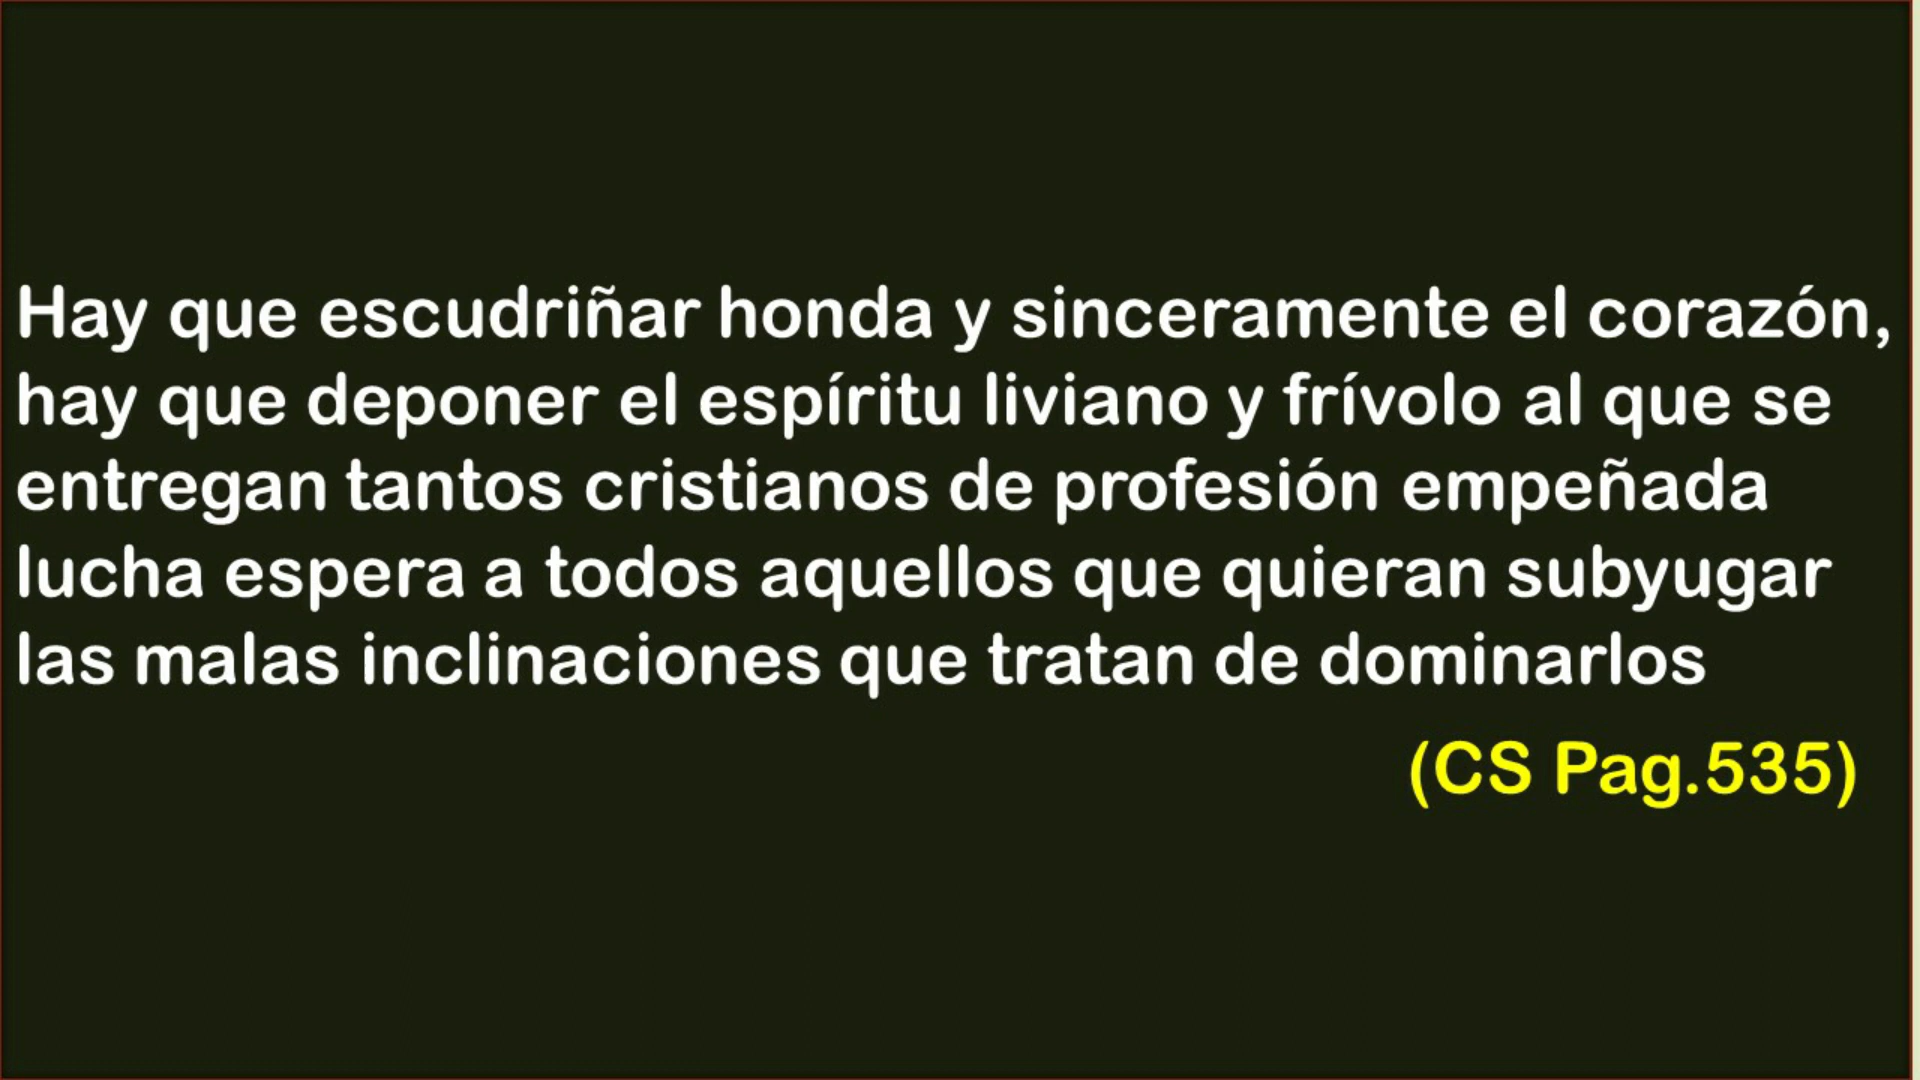 Hay que escudriñar honda y sinceramente el corazón,
hay que deponer el espíritu liviano y frívolo al que se
entregan tantos cristianos de profesión empeñada
lucha espera a todos aquellos que quieran subyugar
las malas inclinaciones que tratan de dominarlos
(CS Pag.535)